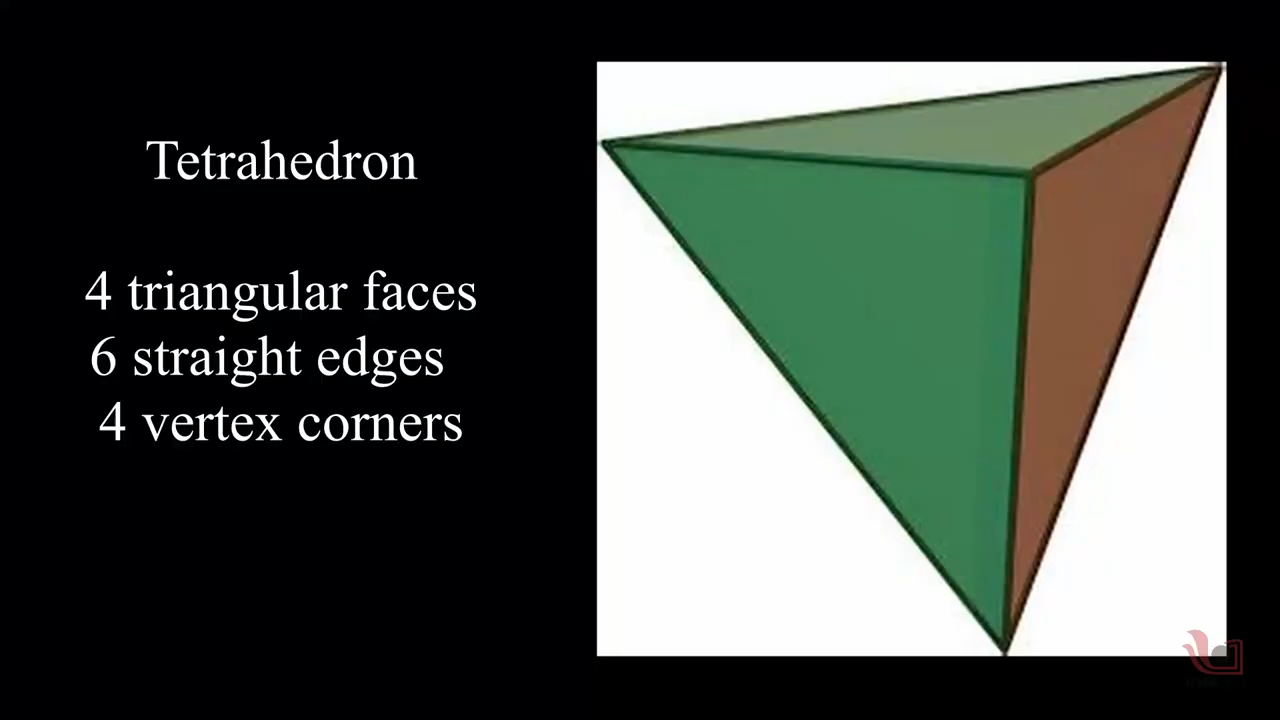 Tetrahedron
4 triangular faces
6 straight edges
4 vertex corners